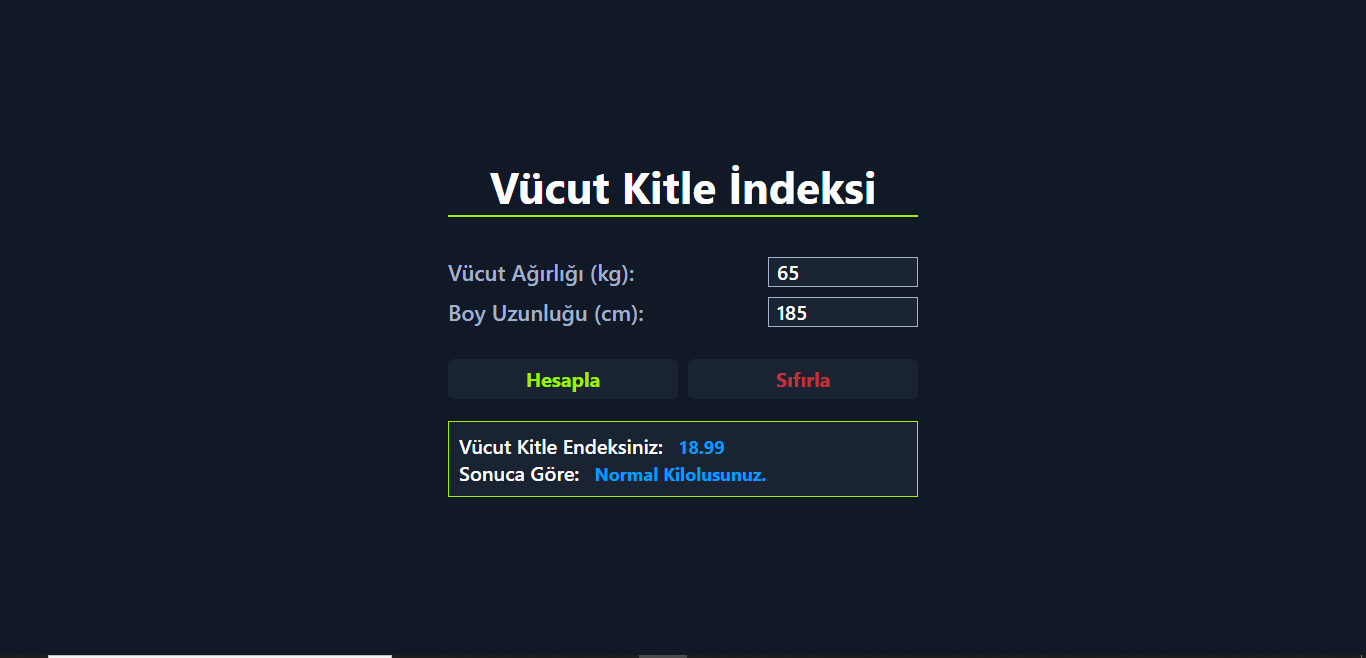 Vücut Kitle İndeksi
Vücut Ağırlığı (kg): 65
Boy Uzunluğu (cm): 185
Hesapla Sıfırla
Vücut Kitle Endeksiniz: 18.99
Sonuca Göre: Normal Kilolusunuz.